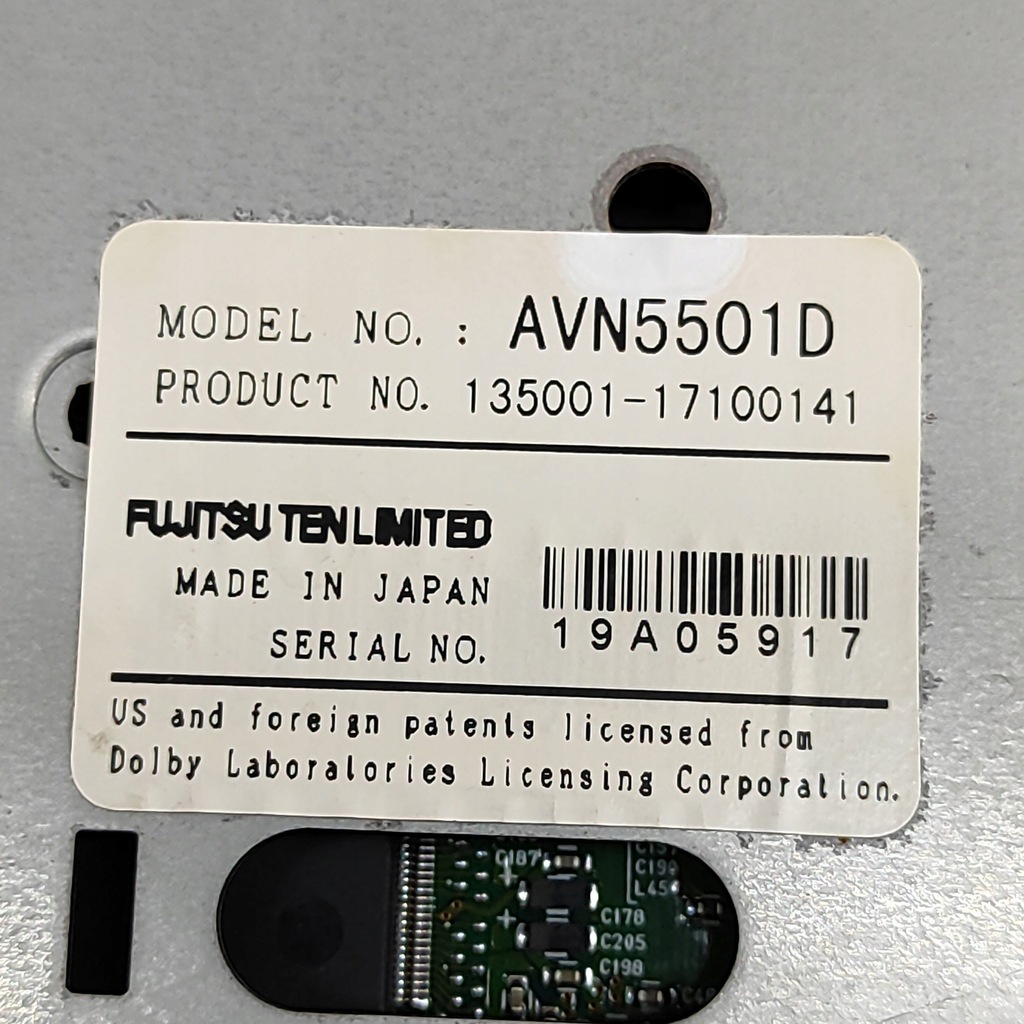 MODEL NO. : AVN5501D
PRODUCT NO. 135001-17100141
FUJITSU TEN LIMITED
MADE IN JAPAN
SERIAL NO.
19A05917
US and foreign patents licensed from
Dolby Laboratories Licensing Corporation.
C187
C178
C205
C198